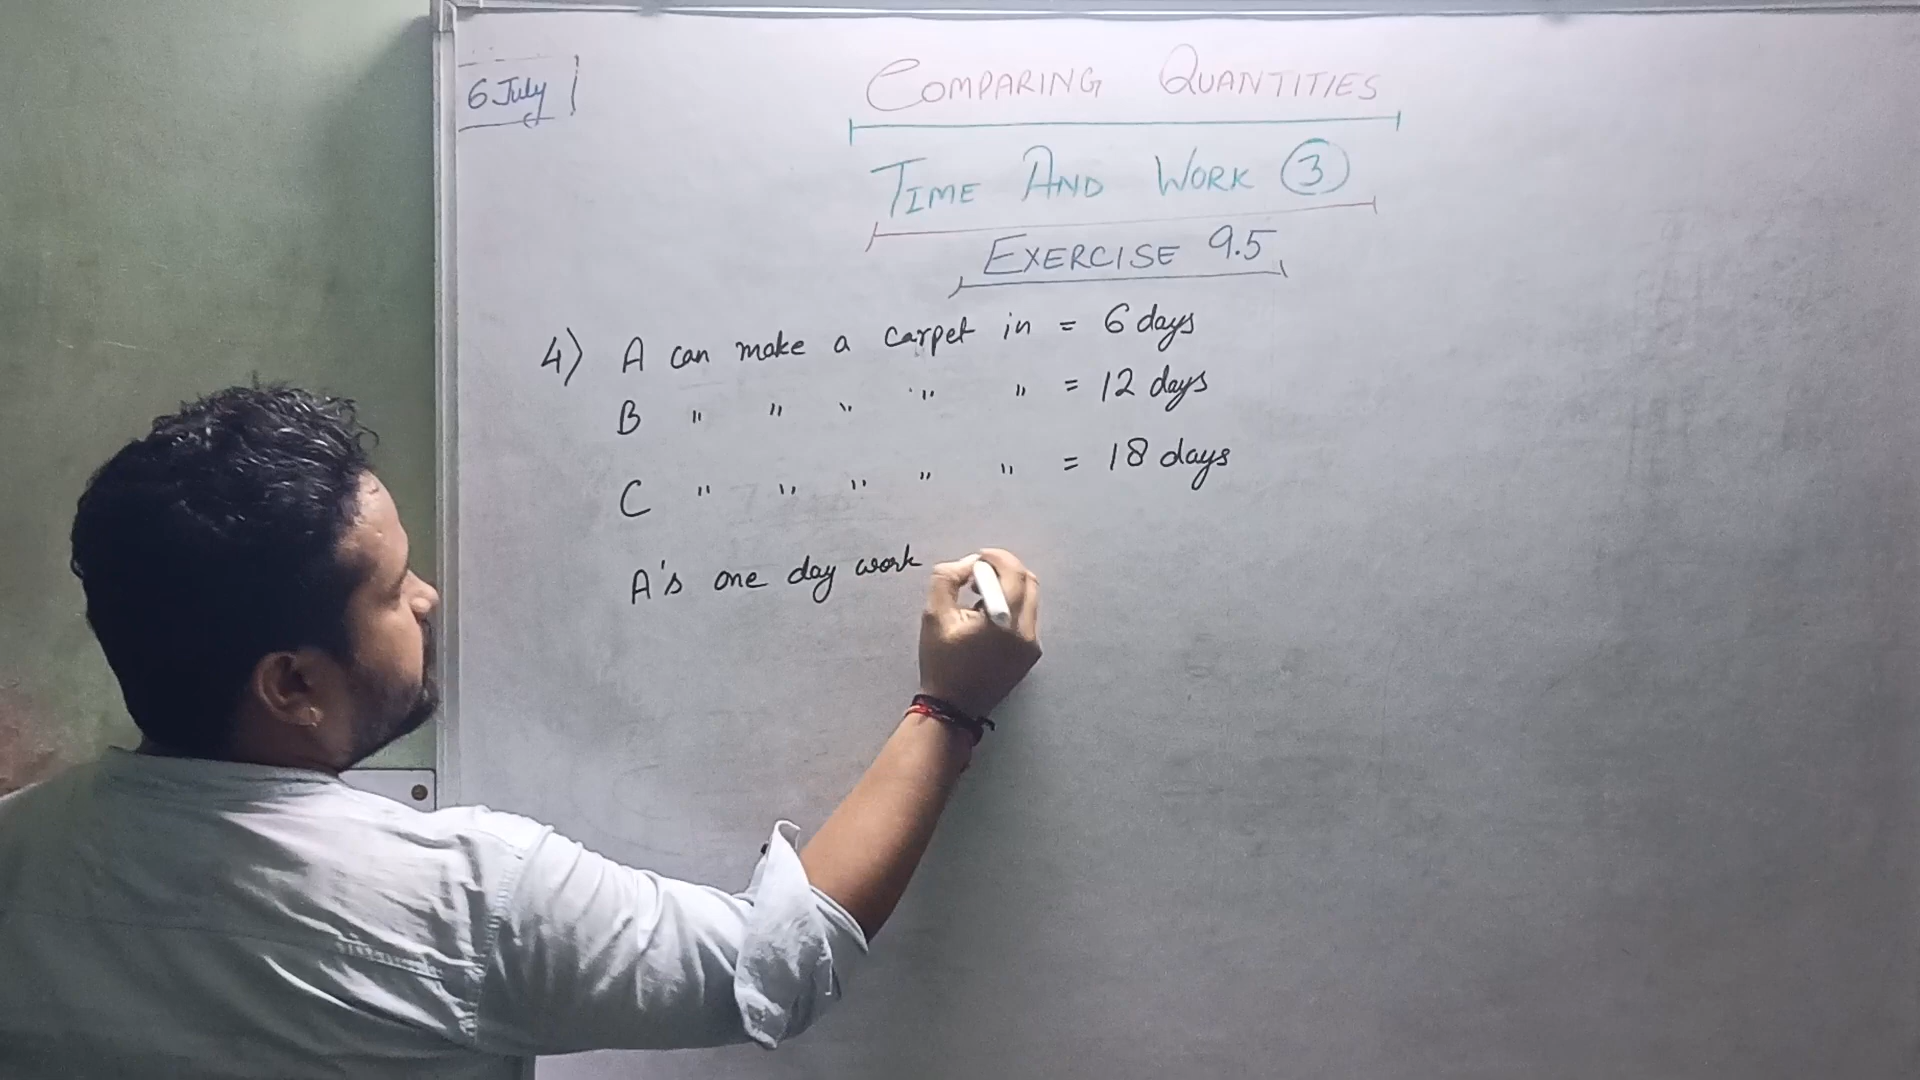 6 July
COMPARING QUANTITIES
TIME AND WORK 3
EXERCISE 9.5
4) A can make a carpet in = 6 days
B " " " " " = 12 days
C " " " " " = 18 days
A's one day work